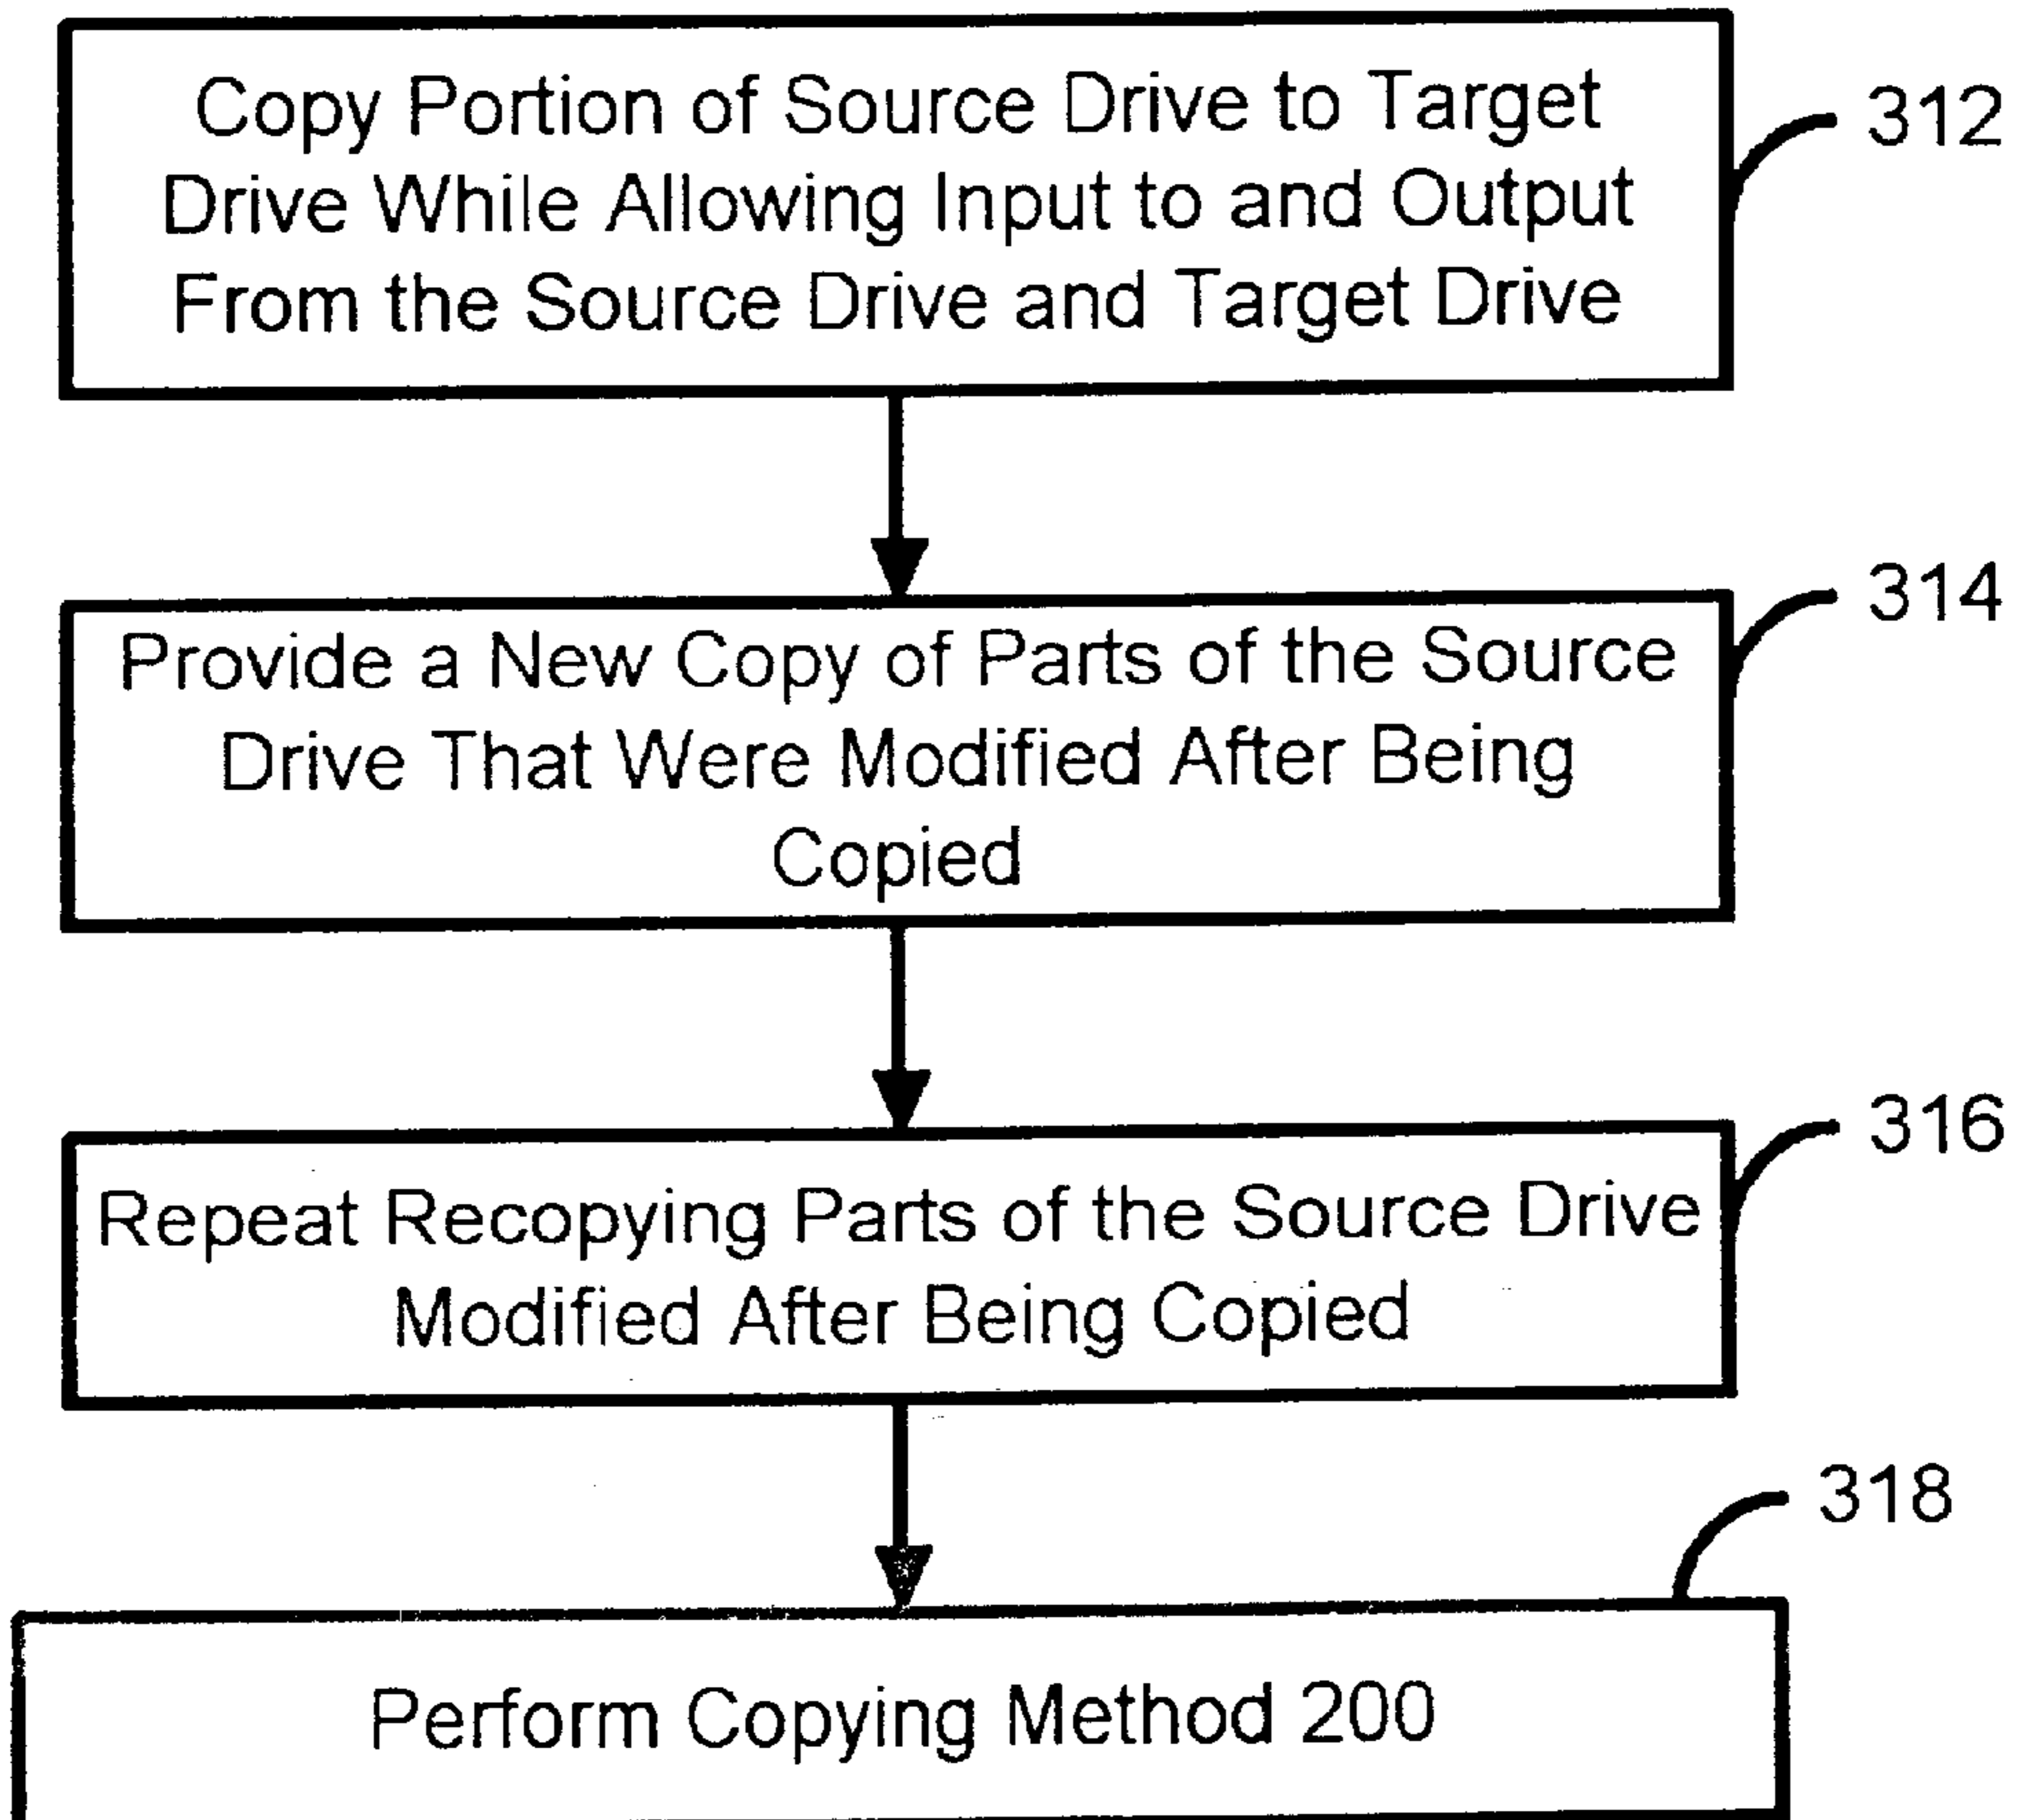 Copy Portion of Source Drive to Target
Drive While Allowing Input to and Output
From the Source Drive and Target Drive
312
Provide a New Copy of Parts of the Source
Drive That Were Modified After Being
Copied
314
Repeat Recopying Parts of the Source Drive
Modified After Being Copied
316
Perform Copying Method 200
318